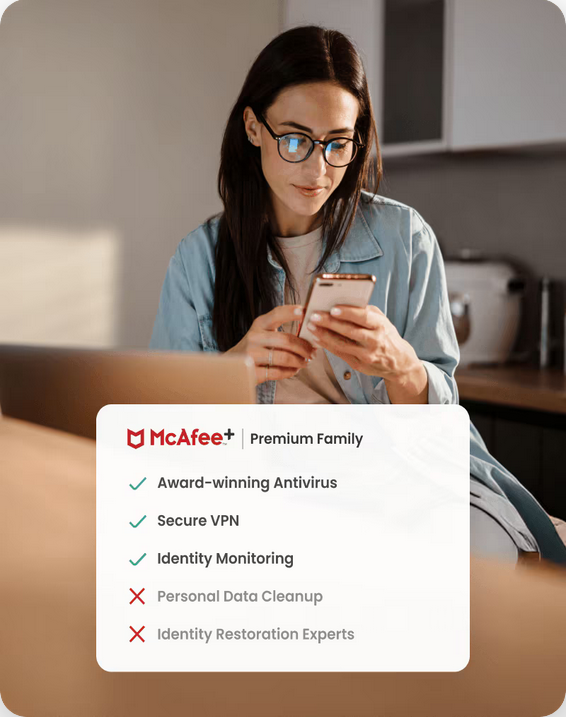 McAfee+ | Premium Family
Award-winning Antivirus
Secure VPN
Identity Monitoring
Personal Data Cleanup
Identity Restoration Experts